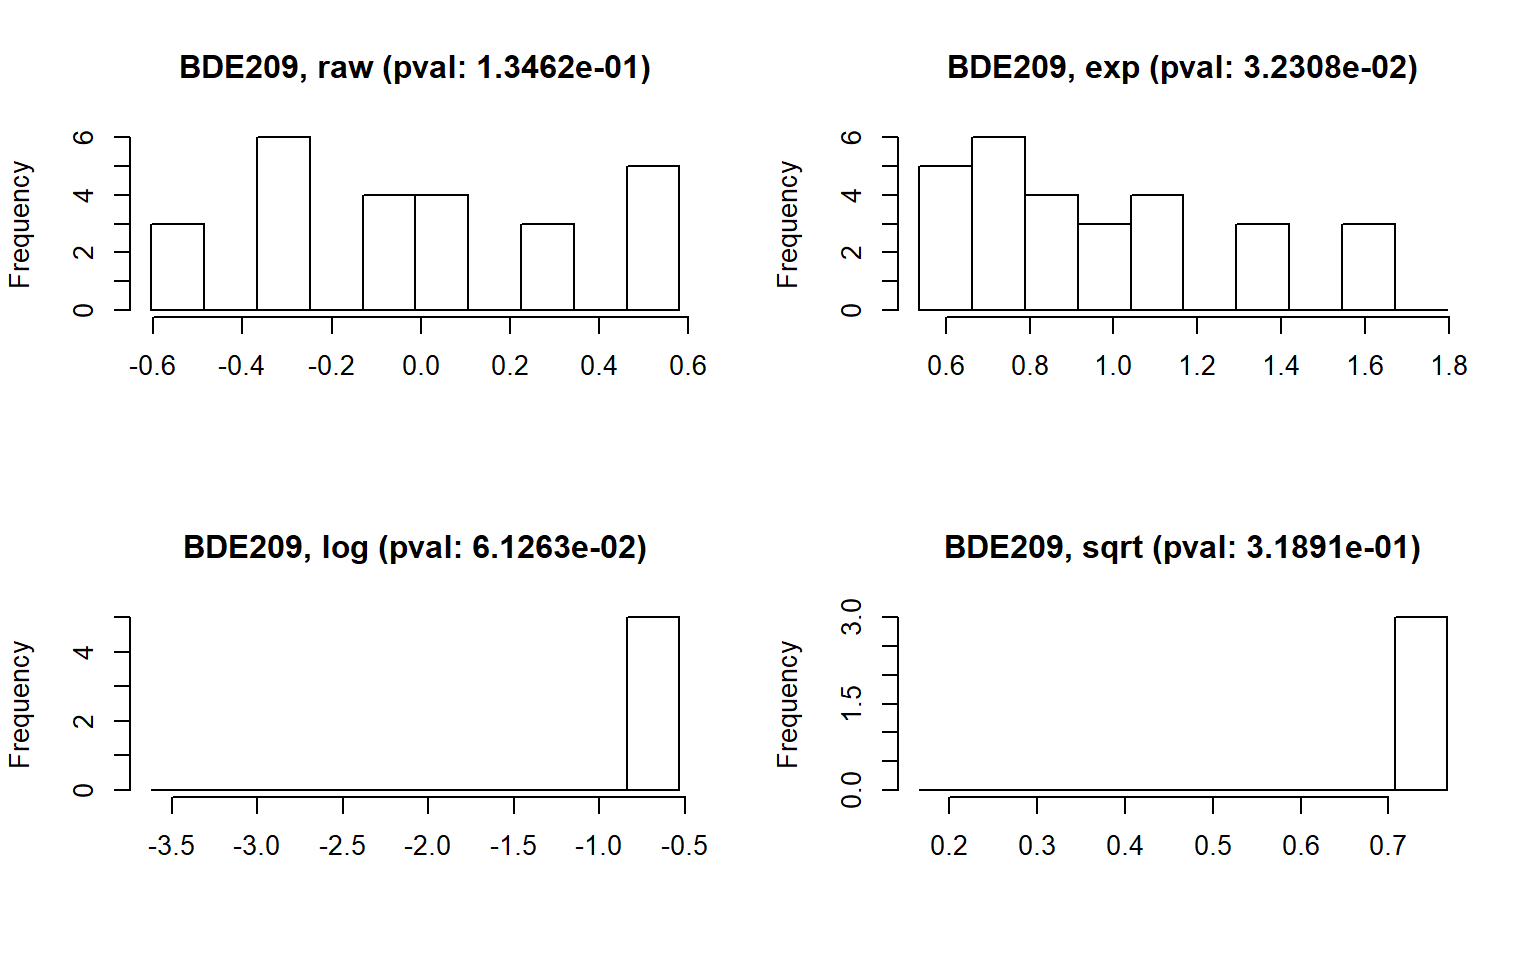 BDE209, raw (pval: 1.3462e-01)
Frequency
0 2 4 6
-0.6 -0.4 -0.2 0.0 0.2 0.4 0.6
BDE209, exp (pval: 3.2308e-02)
Frequency
0 2 4 6
0.6 0.8 1.0 1.2 1.4 1.6 1.8
BDE209, log (pval: 6.1263e-02)
Frequency
0 2 4
-3.5 -3.0 -2.5 -2.0 -1.5 -1.0 -0.5
BDE209, sqrt (pval: 3.1891e-01)
Frequency
0.0 1.5 3.0
0.2 0.3 0.4 0.5 0.6 0.7